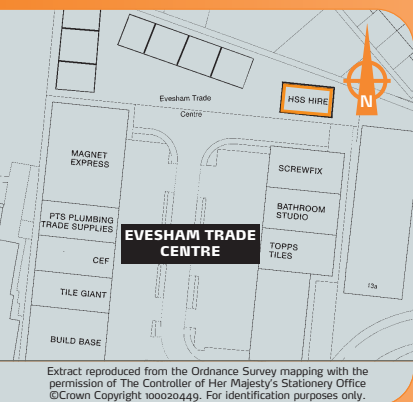 Evesham Trade
Centre
HSS HIRE
N
MAGNET
EXPRESS
SCREWFIX
PTS PLUMBING
TRADE SUPPLIES
BATHROOM
STUDIO
EVESHAM TRADE
CENTRE
CEF
TOPPS
TILES
TILE GIANT
13a
BUILD BASE
Extract reproduced from the Ordnance Survey mapping with the
permission of The Controller of Her Majesty's Stationery Office
©Crown Copyright 100020449. For identification purposes only.